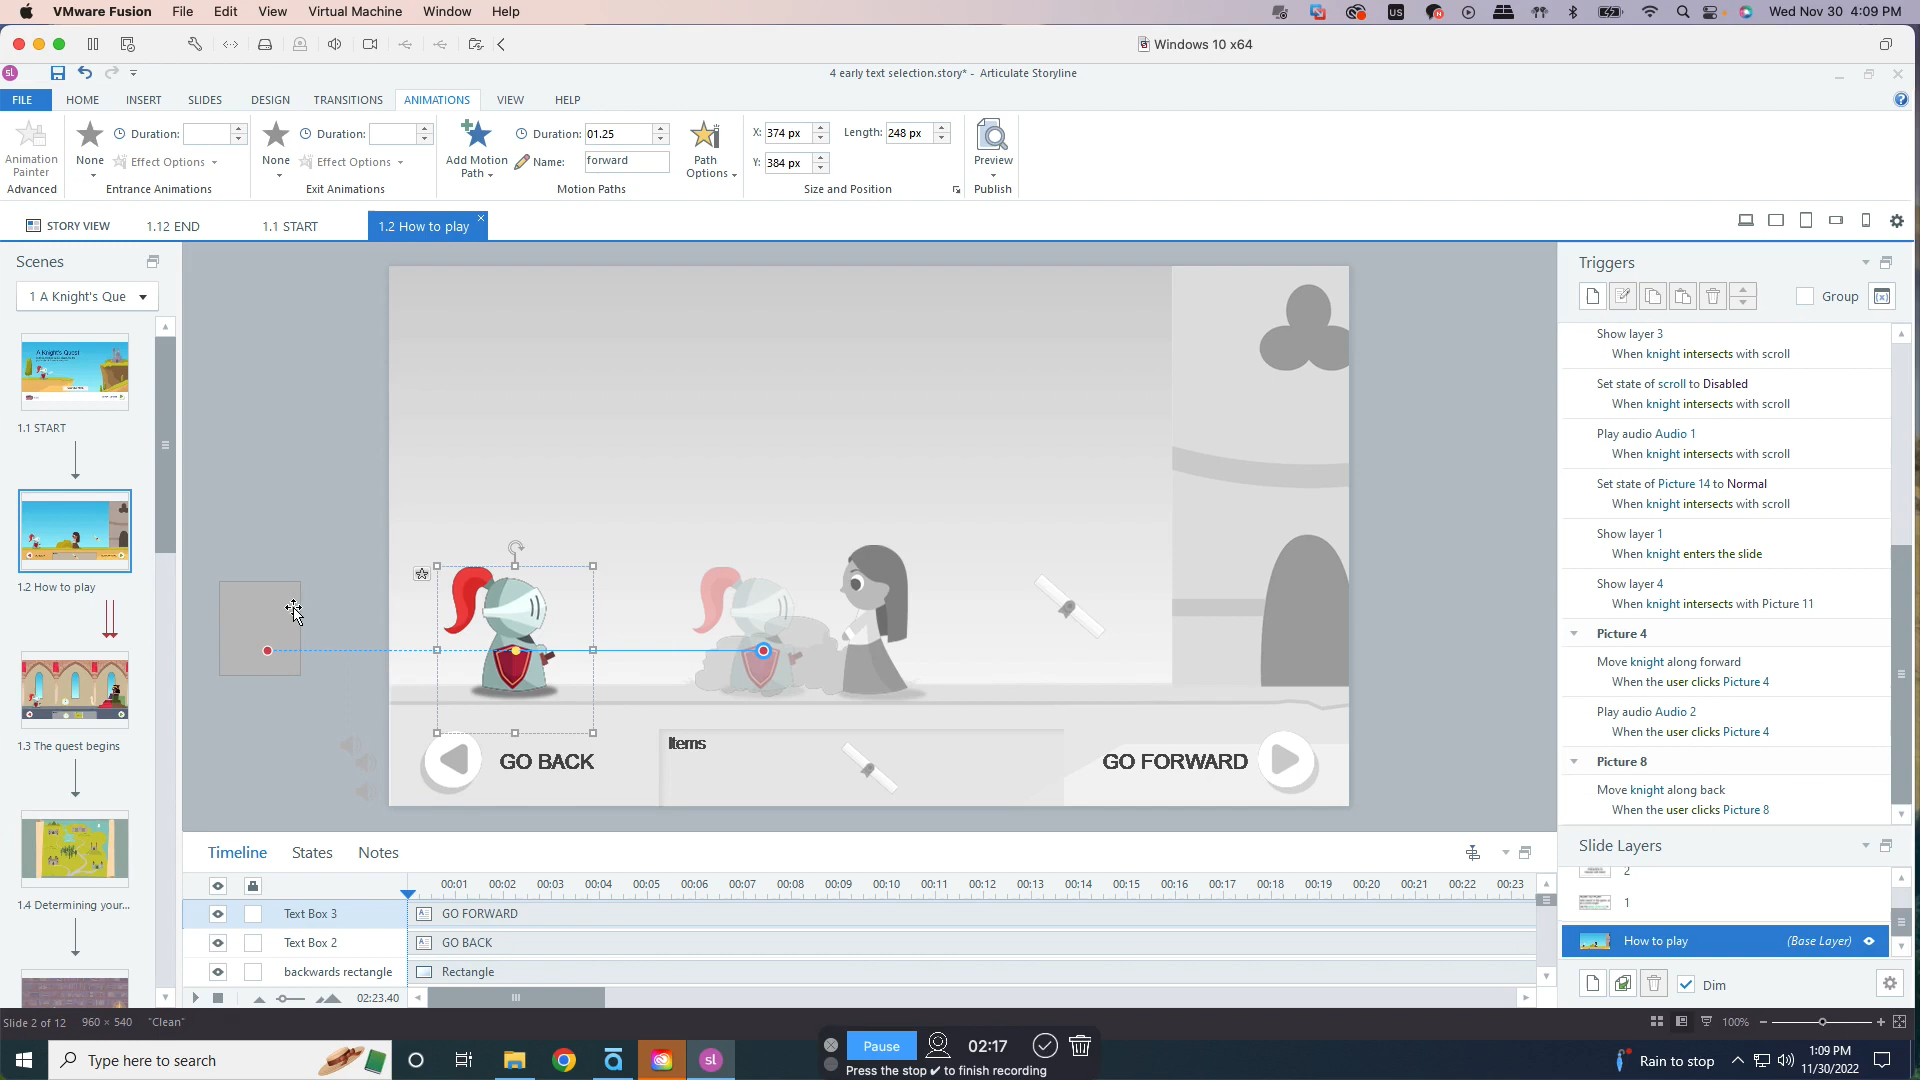 VMware Fusion File Edit View Virtual Machine Window Help
US
Wed Nov 30 4:09 PM
Windows 10 x64
sl
4 early text selection.story* - Articulate Storyline
FILE HOME INSERT SLIDES DESIGN TRANSITIONS ANIMATIONS VIEW HELP
Animation Painter
Advanced
None
Duration:
Effect Options
Entrance Animations
None
Duration:
Effect Options
Exit Animations
Add Motion Path
Duration: 01.25
Name: forward
Motion Paths
Path Options
X: 374 px
Length: 248 px
Y: 384 px
Size and Position
Preview
Publish
STORY VIEW
1.12 END
1.1 START
1.2 How to play
Scenes
1 A Knight's Que
A Knight's Quest
1.1 START
1.2 How to play
1.3 The quest begins
1.4 Determining your...
GO BACK
Items
GO FORWARD
Triggers
Group
Show layer 3
When knight intersects with scroll
Set state of scroll to Disabled
When knight intersects with scroll
Play audio Audio 1
When knight intersects with scroll
Set state of Picture 14 to Normal
When knight intersects with scroll
Show layer 1
When knight enters the slide
Show layer 4
When knight intersects with Picture 11
Picture 4
Move knight along forward
When the user clicks Picture 4
Play audio Audio 2
When the user clicks Picture 4
Picture 8
Move knight along back
When the user clicks Picture 8
Slide Layers
2
1
How to play (Base Layer)
Dim
Timeline States Notes
00:01 00:02 00:03 00:04 00:05 00:06 00:07 00:08 00:09 00:10 00:11 00:12 00:13 00:14 00:15 00:16 00:17 00:18 00:19 00:20 00:21 00:22 00:23
Text Box 3 GO FORWARD
Text Box 2 GO BACK
backwards rectangle Rectangle
02:23.40
Slide 2 of 12 960 × 540 "Clean"
100%
Type here to search
sl
Pause
02:17
Press the stop ✔ to finish recording
Rain to stop
1:09 PM
11/30/2022